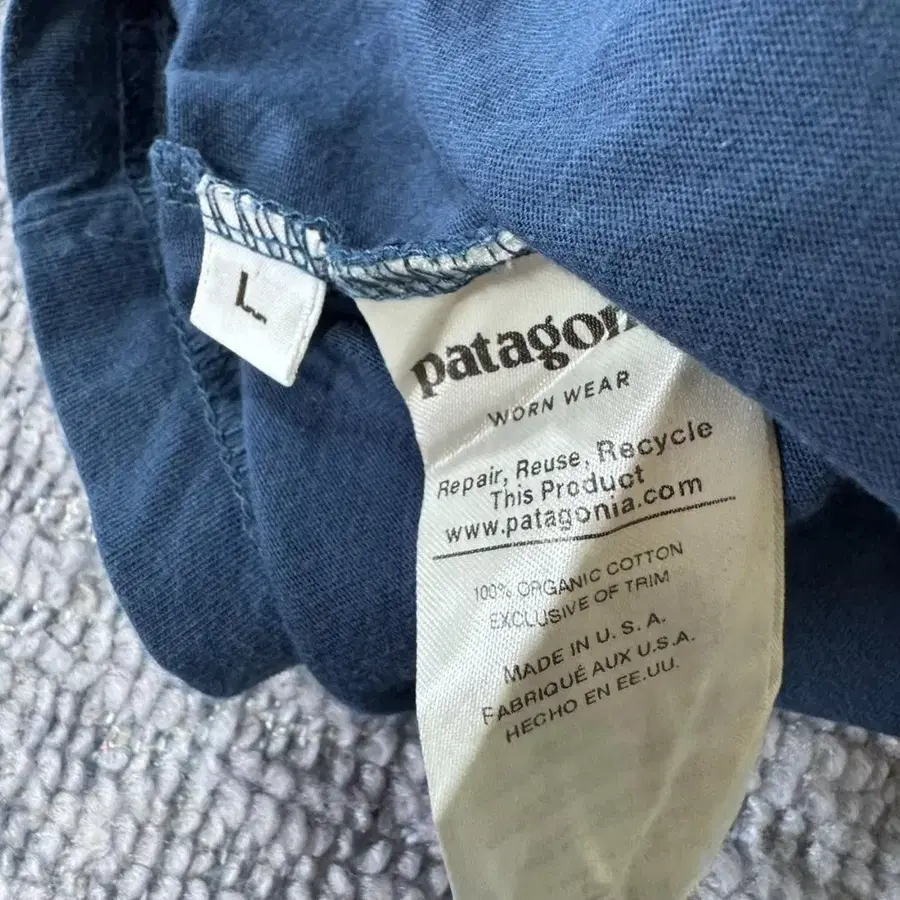 L
patagoni
WORN WEAR
Repair, Reuse, Recycle
This Product
www.patagonia.com
100% ORGANIC COTTON
EXCLUSIVE OF TRIM
MADE IN U.S.A.
FABRIQUÉ AUX U.S.A.
HECHO EN EE.UU.